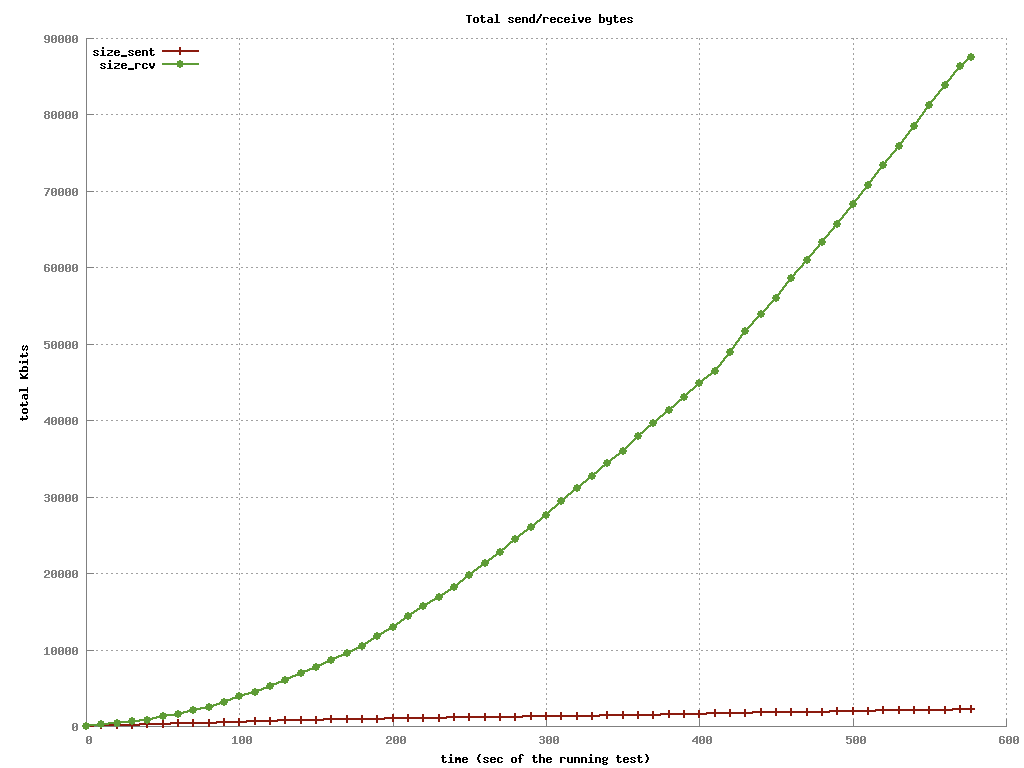 Total send/receive bytes
size_sent
size_rcv
90000
80000
70000
60000
50000
40000
30000
20000
10000
0
total Kbits
0 100 200 300 400 500 600
time (sec of the running test)